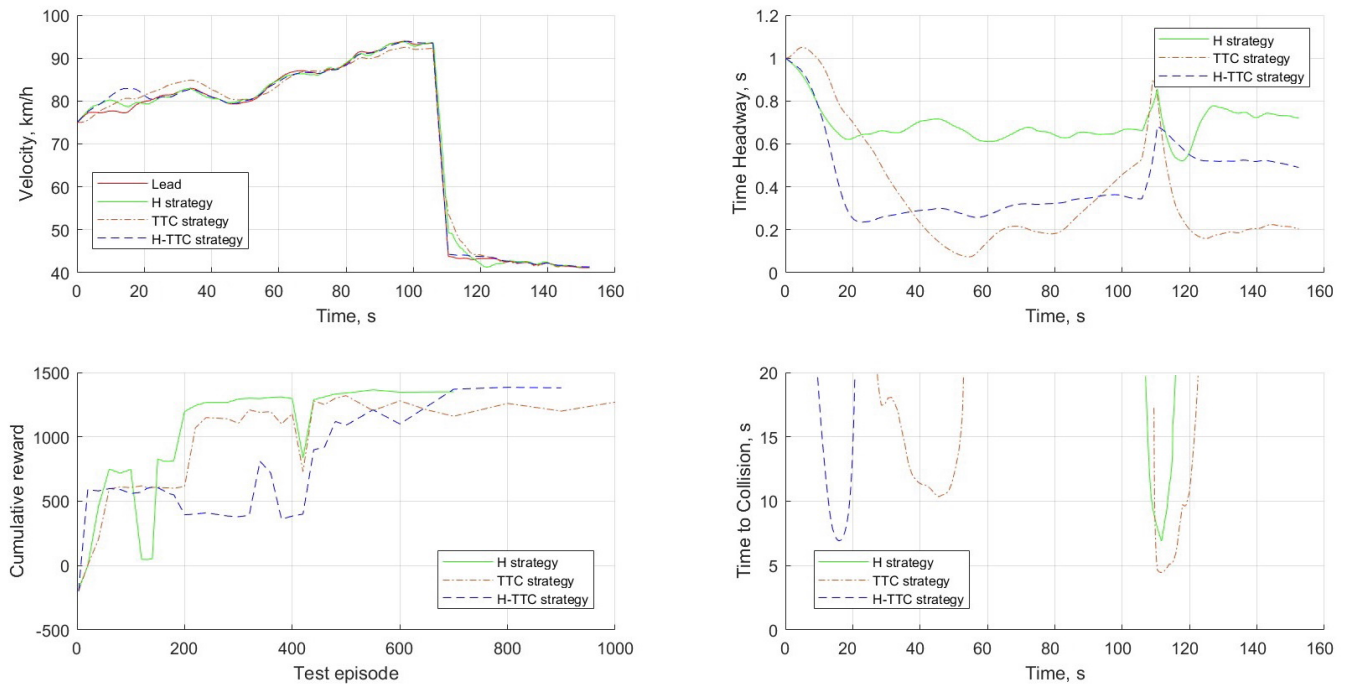 100
90
80
70
60
50
40
Velocity, km/h
Lead
H strategy
TTC strategy
H-TTC strategy
0 20 40 60 80 100 120 140 160
Time, s
1.2
1
0.8
0.6
0.4
0.2
0
Time Headway, s
H strategy
TTC strategy
H-TTC strategy
0 20 40 60 80 100 120 140 160
Time, s
1500
1000
500
0
-500
Cumulative reward
H strategy
TTC strategy
H-TTC strategy
0 200 400 600 800 1000
Test episode
20
15
10
5
0
Time to Collision, s
H strategy
TTC strategy
H-TTC strategy
0 20 40 60 80 100 120 140 160
Time, s